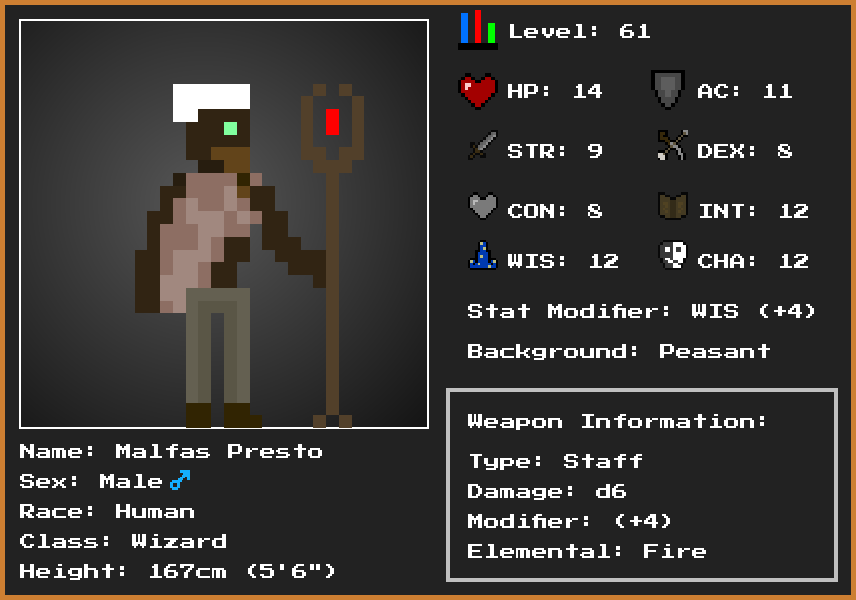 Level: 61
HP: 14 AC: 11
STR: 9 DEX: 8
CON: 8 INT: 12
WIS: 12 CHA: 12
Stat Modifier: WIS (+4)
Background: Peasant
Weapon Information:
Type: Staff
Damage: d6
Modifier: (+4)
Elemental: Fire
Name: Malfas Presto
Sex: Male♂
Race: Human
Class: Wizard
Height: 167cm (5'6")